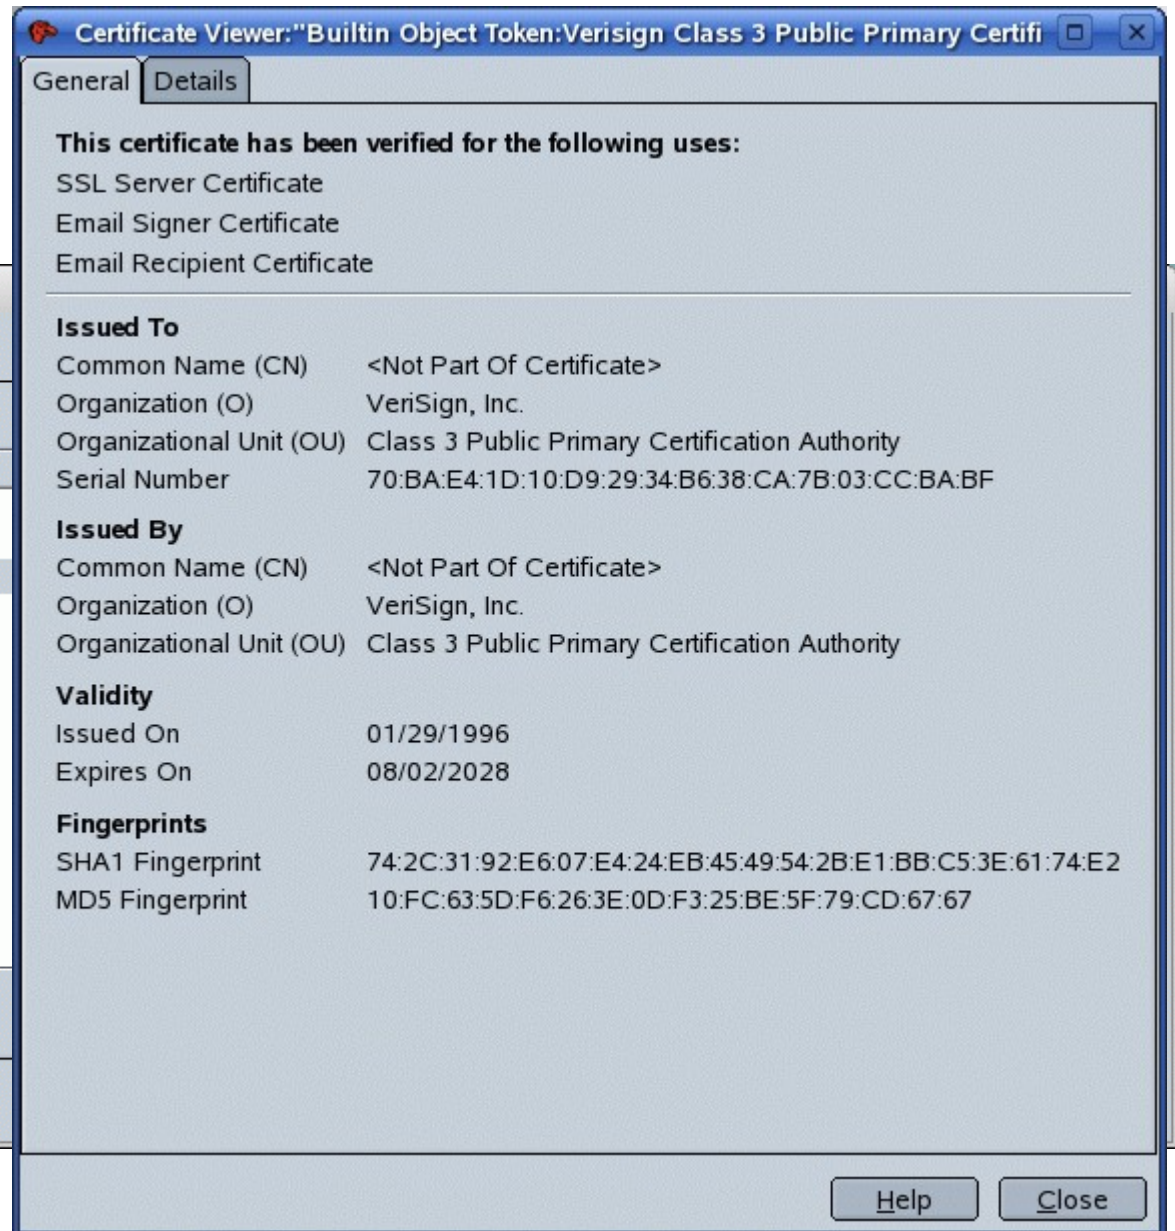 Certificate Viewer:"Builtin Object Token:Verisign Class 3 Public Primary Certifi
General Details
This certificate has been verified for the following uses:
SSL Server Certificate
Email Signer Certificate
Email Recipient Certificate
Issued To
Common Name (CN) <Not Part Of Certificate>
Organization (O) VeriSign, Inc.
Organizational Unit (OU) Class 3 Public Primary Certification Authority
Serial Number 70:BA:E4:1D:10:D9:29:34:B6:38:CA:7B:03:CC:BA:BF
Issued By
Common Name (CN) <Not Part Of Certificate>
Organization (O) VeriSign, Inc.
Organizational Unit (OU) Class 3 Public Primary Certification Authority
Validity
Issued On 01/29/1996
Expires On 08/02/2028
Fingerprints
SHA1 Fingerprint 74:2C:31:92:E6:07:E4:24:EB:45:49:54:2B:E1:BB:C5:3E:61:74:E2
MD5 Fingerprint 10:FC:63:5D:F6:26:3E:0D:F3:25:BE:5F:79:CD:67:67
Help Close